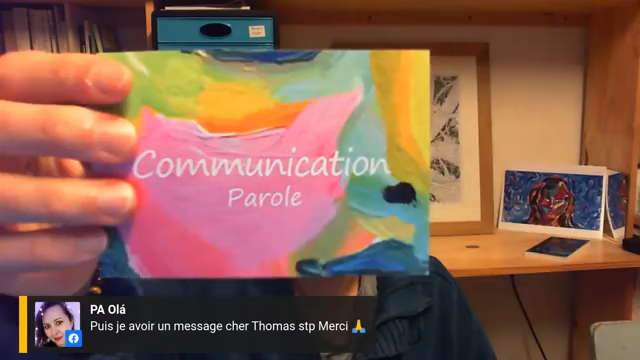 Communication
Parole
PA Olá
Puis je avoir un message cher Thomas stp Merci 🙏